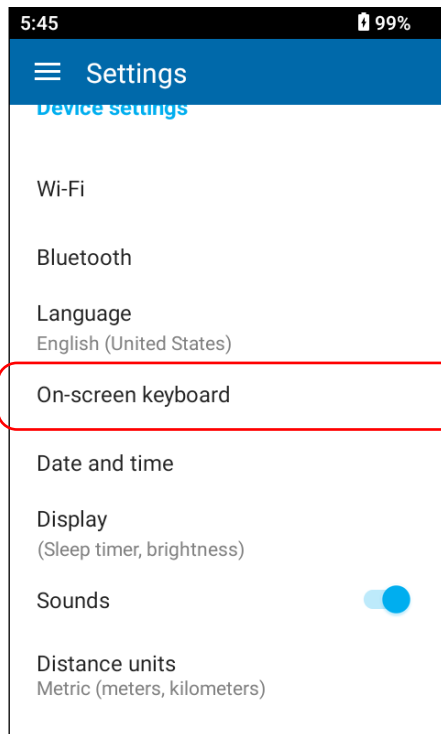 5:45 99%
Settings
Device settings
Wi-Fi
Bluetooth
Language
English (United States)
On-screen keyboard
Date and time
Display
(Sleep timer, brightness)
Sounds
Distance units
Metric (meters, kilometers)